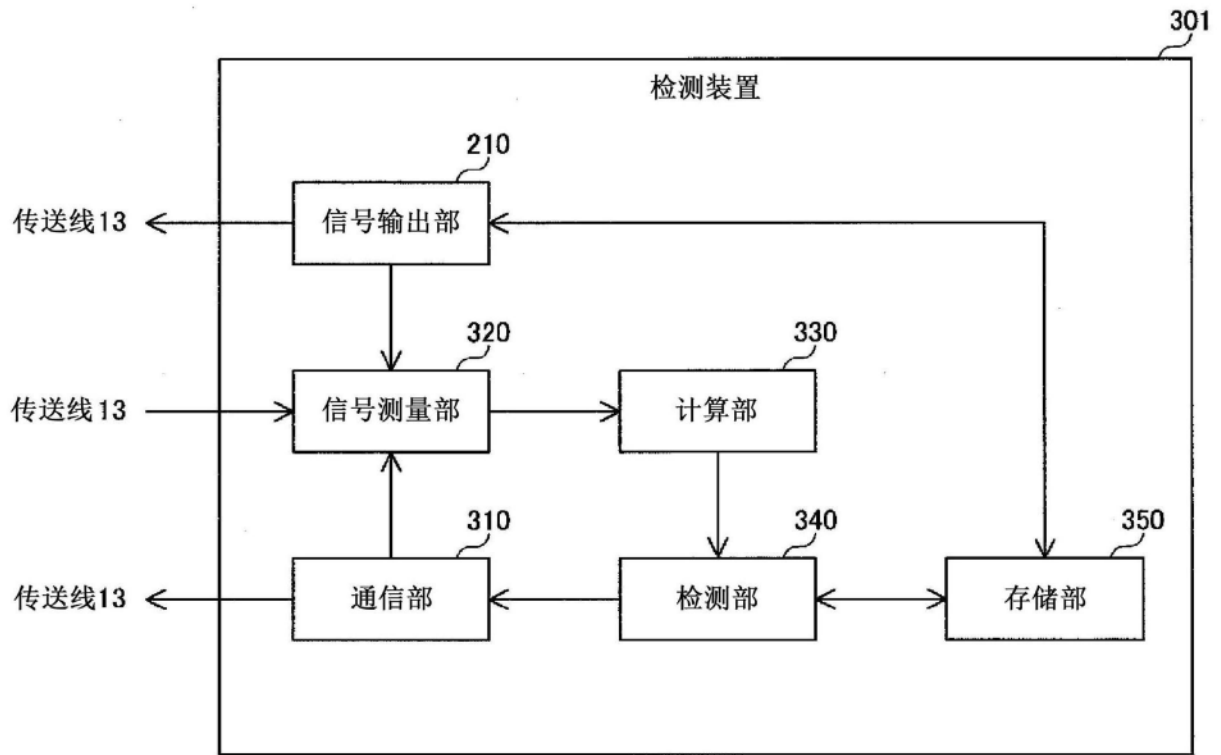 301
检测装置
210
传送线13
信号输出部
320
330
传送线13
信号测量部
计算部
310
340
350
传送线13
通信部
检测部
存储部